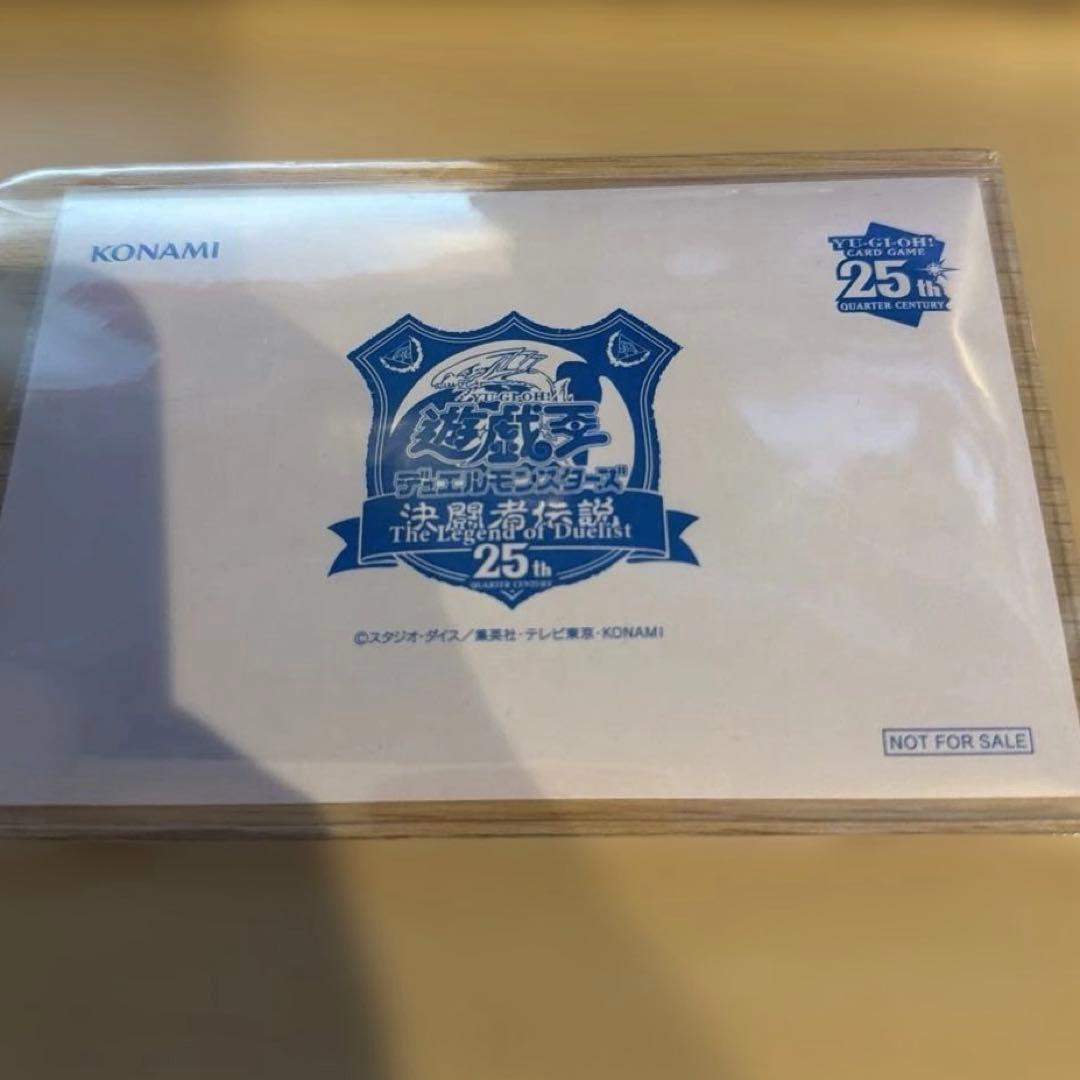 KONAMI
YU-GI-OH!
CARD GAME
25th
QUARTER CENTURY
YU-GI-OH!
遊戯王
デュエルモンスターズ
決闘者伝説
The Legend of Duelist
25th
QUARTER CENTURY
©スタジオ・ダイス／集英社・テレビ東京・KONAMI
NOT FOR SALE